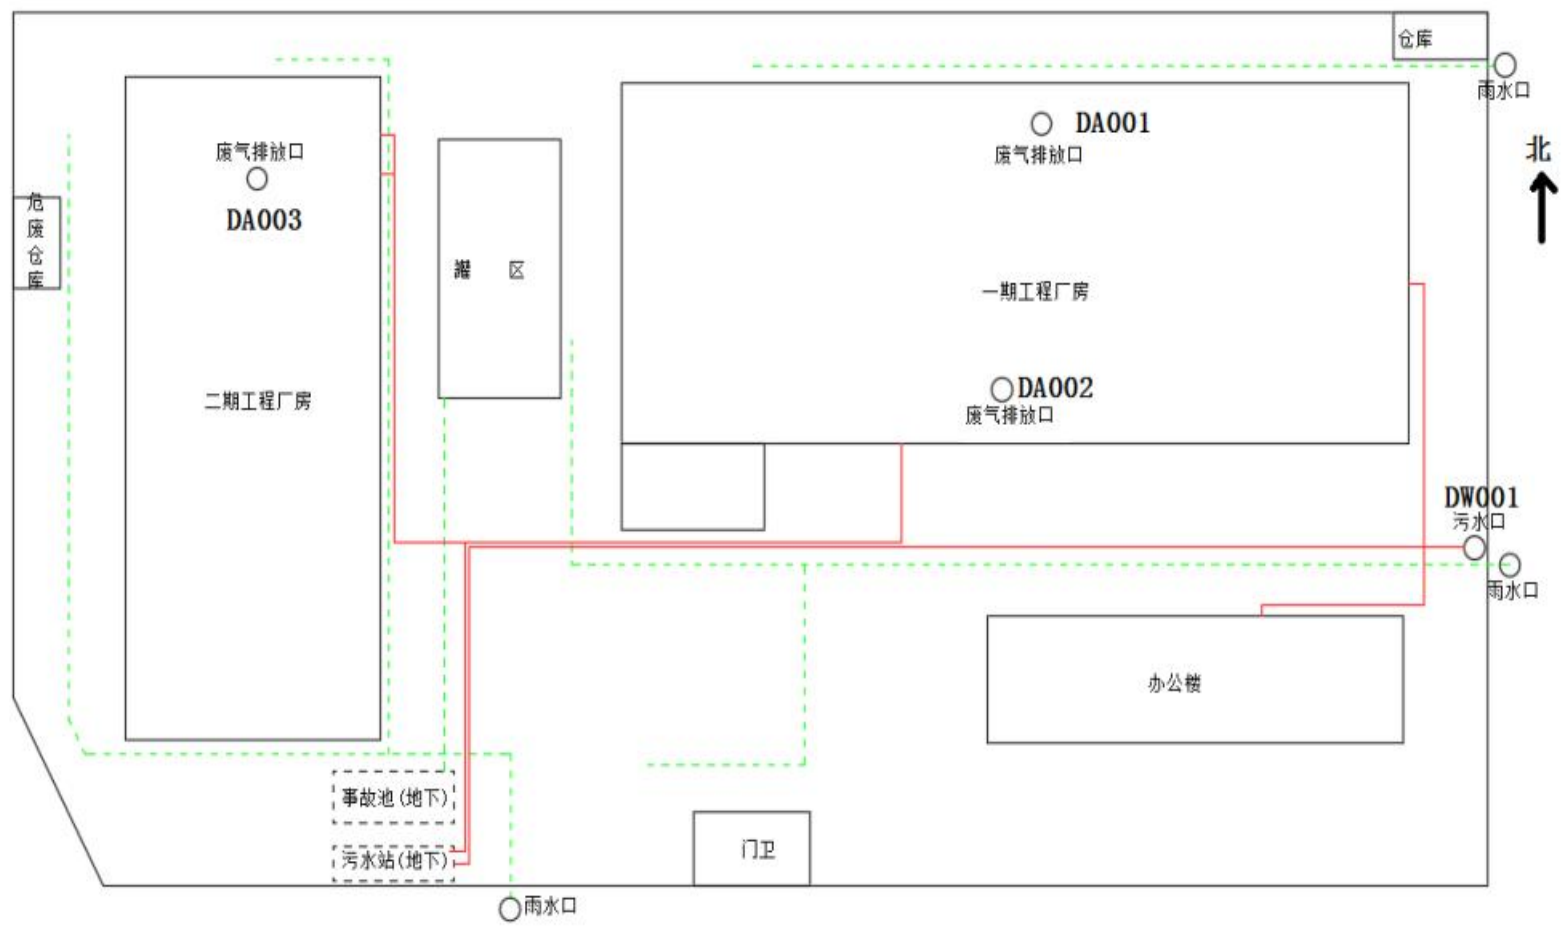 仓库
雨水口
DA001
废气排放口
北
废气排放口
DA003
危废仓库
罐 区
一期工程厂房
DA002
废气排放口
二期工程厂房
DW001
污水口
雨水口
办公楼
事故池(地下)
门卫
污水站(地下)
雨水口